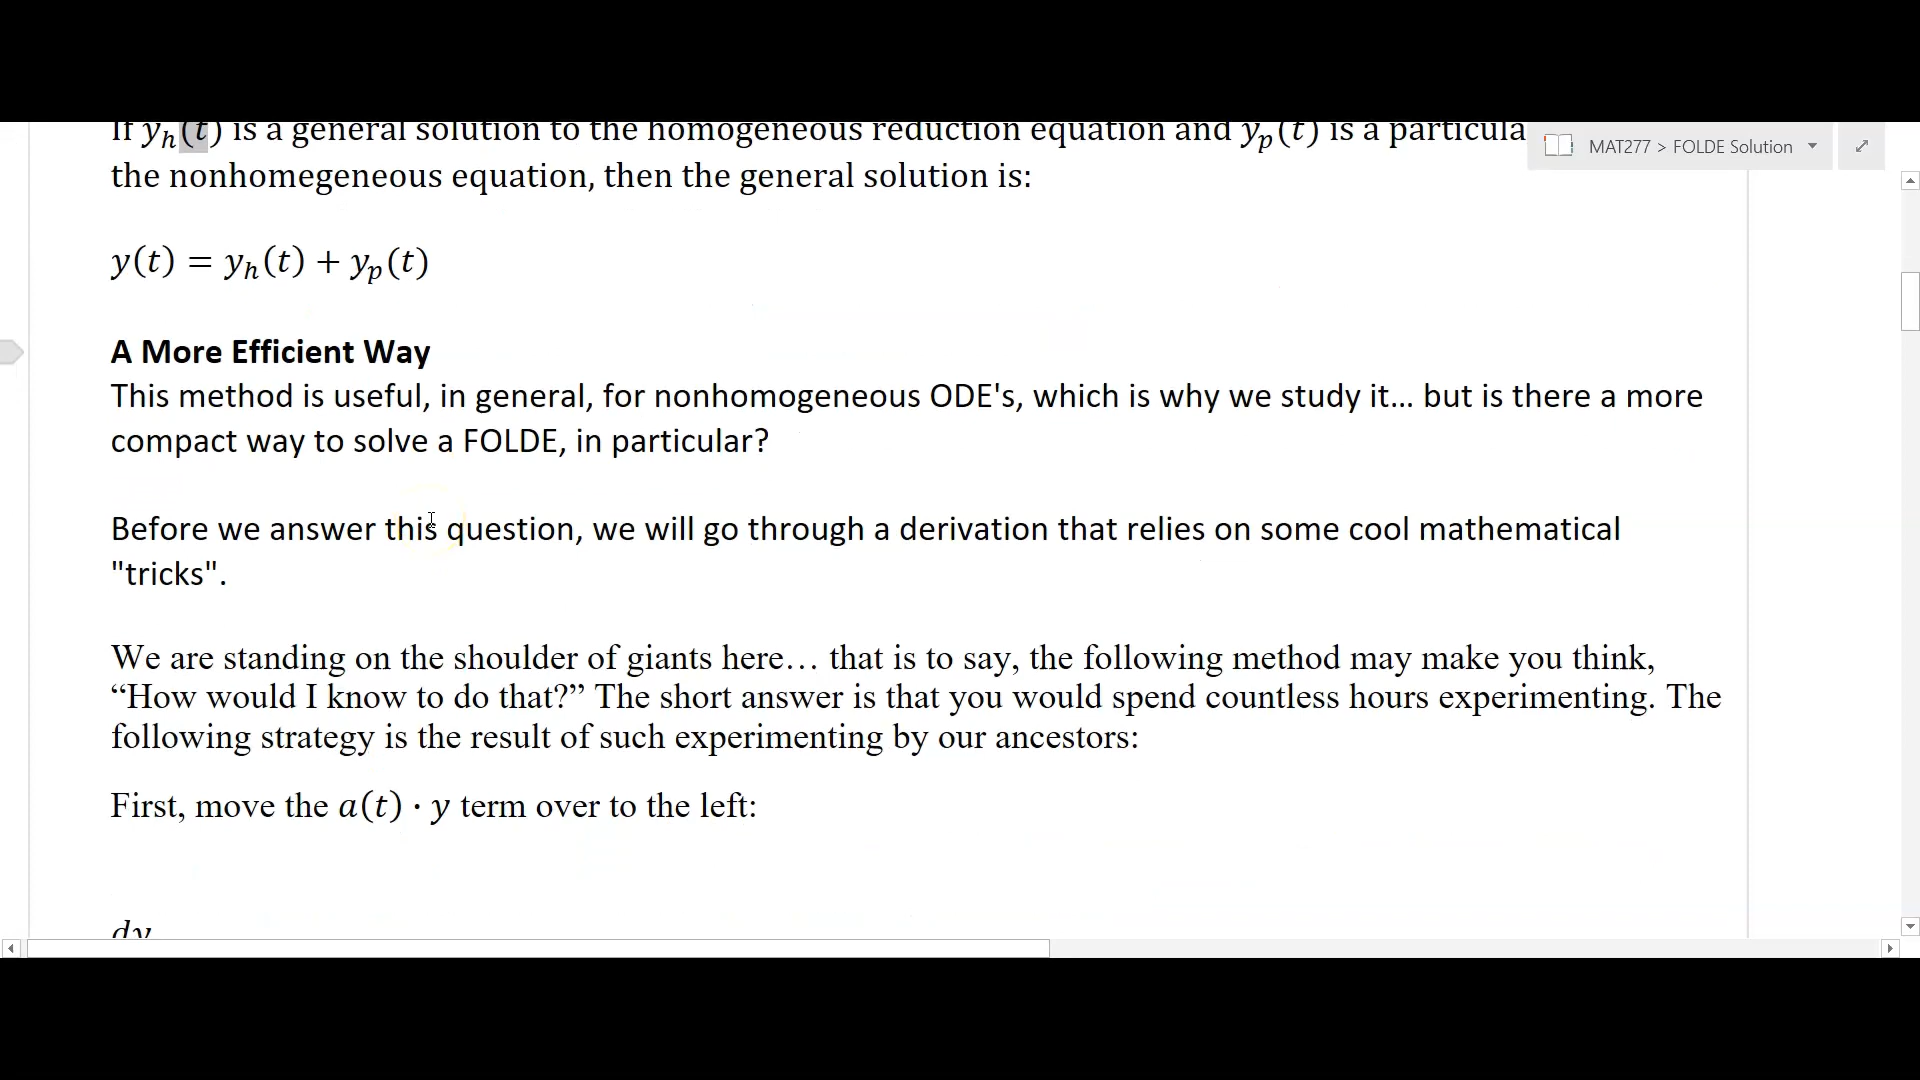 If yₕ(t) is a general solution to the homogeneous reduction equation and yₚ(t) is a particula
MAT277 > FOLDE Solution
the nonhomegeneous equation, then the general solution is:
y(t) = yₕ(t) + yₚ(t)
A More Efficient Way
This method is useful, in general, for nonhomogeneous ODE's, which is why we study it... but is there a more
compact way to solve a FOLDE, in particular?
Before we answer this question, we will go through a derivation that relies on some cool mathematical
"tricks".
We are standing on the shoulder of giants here… that is to say, the following method may make you think,
“How would I know to do that?” The short answer is that you would spend countless hours experimenting. The
following strategy is the result of such experimenting by our ancestors:
First, move the a(t) · y term over to the left:
dy